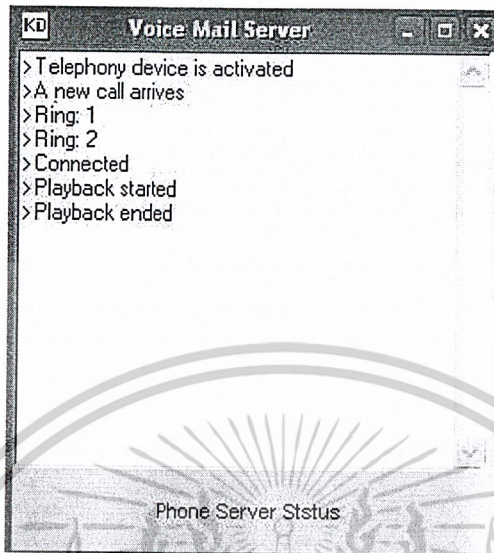 KD Voice Mail Server
>Telephony device is activated
>A new call arrives
>Ring: 1
>Ring: 2
>Connected
>Playback started
>Playback ended
Phone Server Ststus